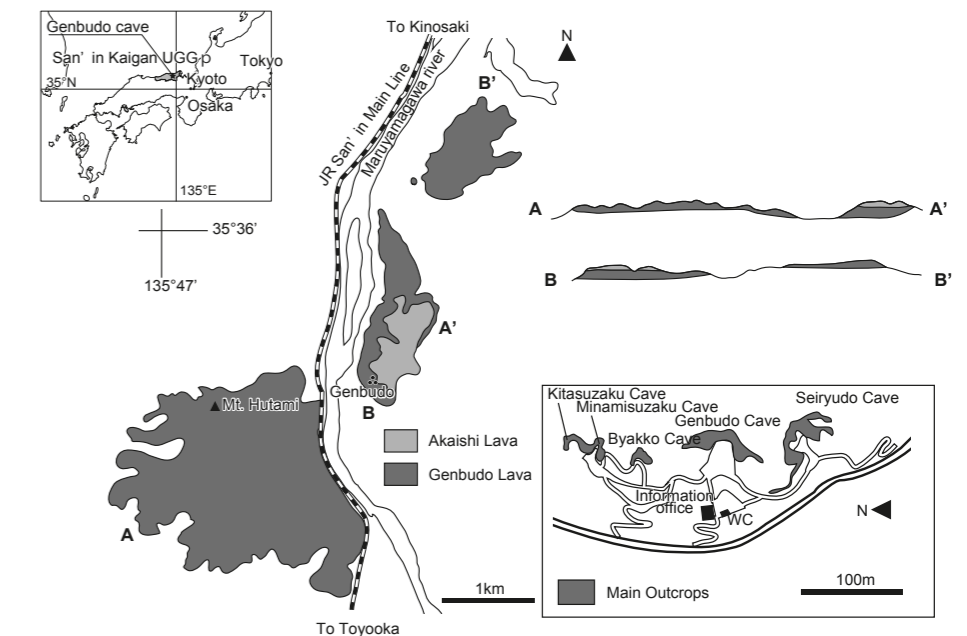 Genbudo cave
San’ in Kaigan UGGp
Tokyo
35°N
Kyoto
Osaka
135°E
35°36’
135°47’
To Kinosaki
N
JR San’ in Main Line
Maruyamagawa river
B’
A’
Mt. Hutami
Genbudo
B
A
Akaishi Lava
Genbudo Lava
1km
To Toyooka
A
A’
B
B’
Kitasuzaku Cave
Minamisuzaku Cave
Byakko Cave
Genbudo Cave
Seiryudo Cave
Information
office
WC
N
Main Outcrops
100m